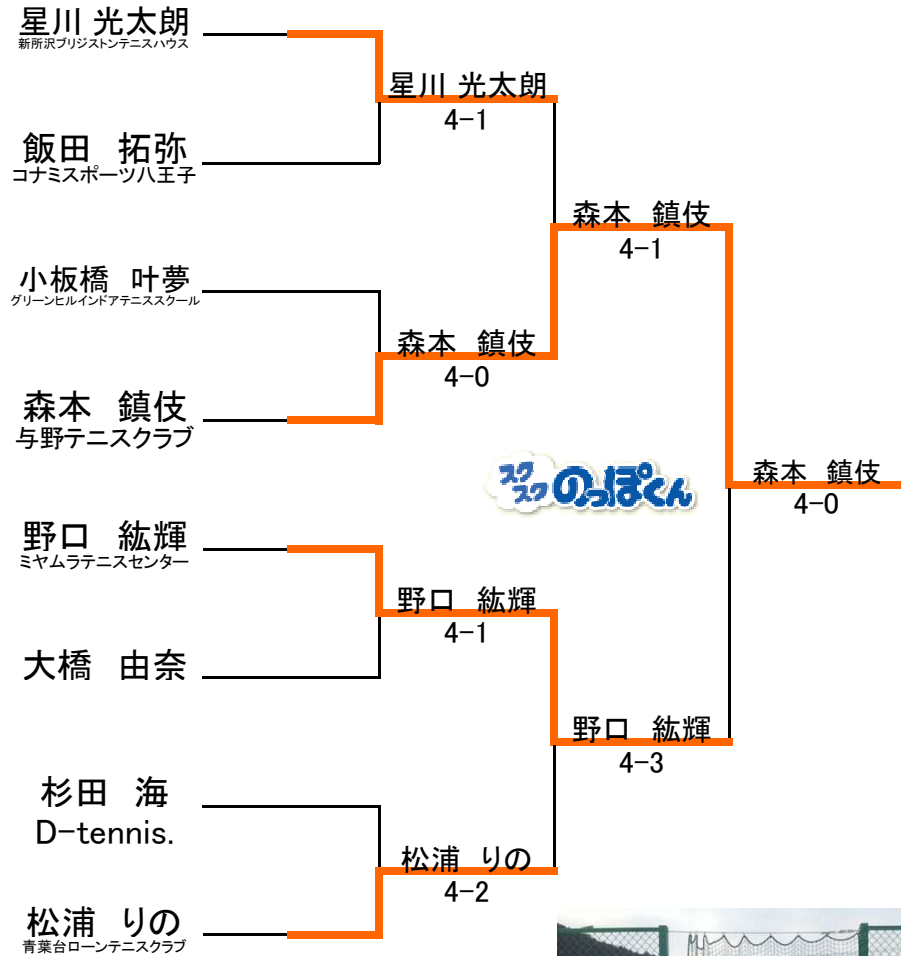 星川 光太朗
新所沢ブリジストンテニスハウス
星川 光太朗
4-1
飯田 拓弥
コナミスポーツ八王子
森本 鎮伎
4-1
小板橋 叶夢
グリーンヒルインドアテニススクール
森本 鎮伎
4-0
森本 鎮伎
与野テニスクラブ
スクスク のっぽくん
森本 鎮伎
4-0
野口 紘輝
ミヤムラテニスセンター
野口 紘輝
4-1
大橋 由奈
野口 紘輝
4-3
杉田 海
D-tennis.
松浦 りの
4-2
松浦 りの
青葉台ローンテニスクラブ